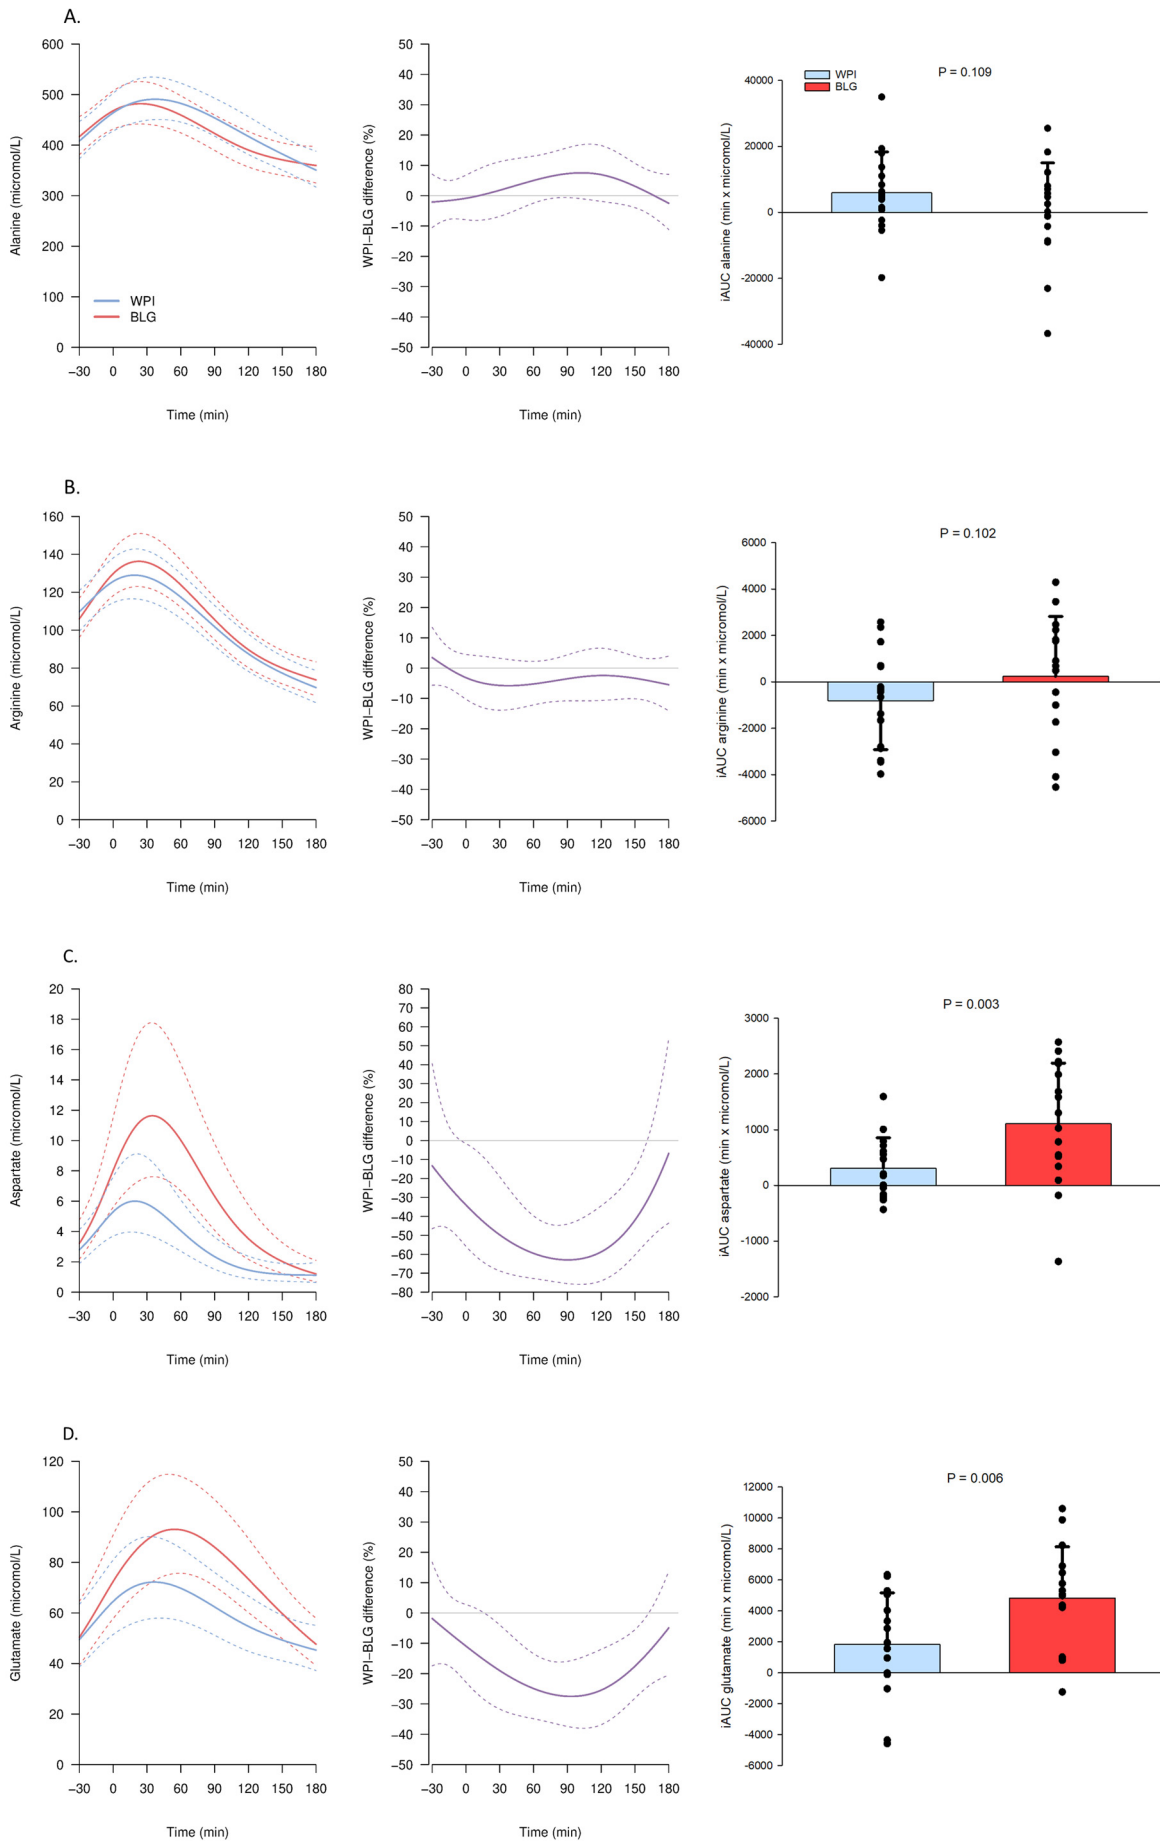 A.
Alanine (micromol/L)
600
500
400
300
200
100
0
−30 0 30 60 90 120 150 180
Time (min)
WPI
BLG
WPI−BLG difference (%)
50
40
30
20
10
0
−10
−20
−30
−40
−50
−30 0 30 60 90 120 150 180
Time (min)
WPI
BLG
P = 0.109
iAUC alanine (min x micromol/L)
40000
20000
0
-20000
-40000
B.
Arginine (micromol/L)
160
140
120
100
80
60
40
20
0
−30 0 30 60 90 120 150 180
Time (min)
WPI−BLG difference (%)
50
40
30
20
10
0
−10
−20
−30
−40
−50
−30 0 30 60 90 120 150 180
Time (min)
P = 0.102
iAUC arginine (min x micromol/L)
6000
4000
2000
0
-2000
-4000
-6000
C.
Aspartate (micromol/L)
20
18
16
14
12
10
8
6
4
2
0
−30 0 30 60 90 120 150 180
Time (min)
WPI−BLG difference (%)
80
70
60
50
40
30
20
10
0
−10
−20
−30
−40
−50
−60
−70
−80
−30 0 30 60 90 120 150 180
Time (min)
P = 0.003
iAUC aspartate (min x micromol/L)
3000
2000
1000
0
-1000
-2000
D.
Glutamate (micromol/L)
120
100
80
60
40
20
0
−30 0 30 60 90 120 150 180
Time (min)
WPI−BLG difference (%)
50
40
30
20
10
0
−10
−20
−30
−40
−50
−30 0 30 60 90 120 150 180
Time (min)
P = 0.006
iAUC glutamate (min x micromol/L)
12000
10000
8000
6000
4000
2000
0
-2000
-4000
-6000